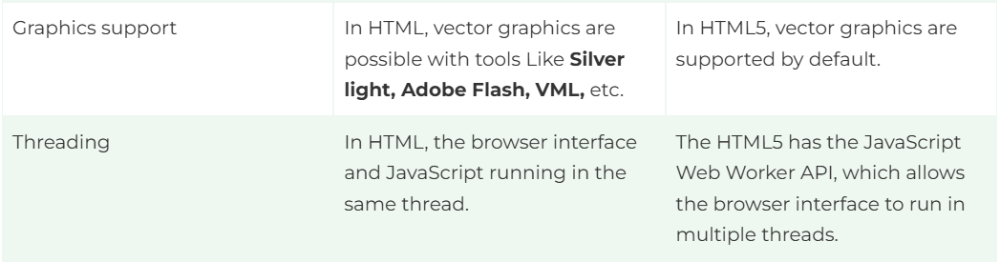 Graphics support
In HTML, vector graphics are
possible with tools Like Silver
light, Adobe Flash, VML, etc.
In HTML5, vector graphics are
supported by default.
Threading
In HTML, the browser interface
and JavaScript running in the
same thread.
The HTML5 has the JavaScript
Web Worker API, which allows
the browser interface to run in
multiple threads.